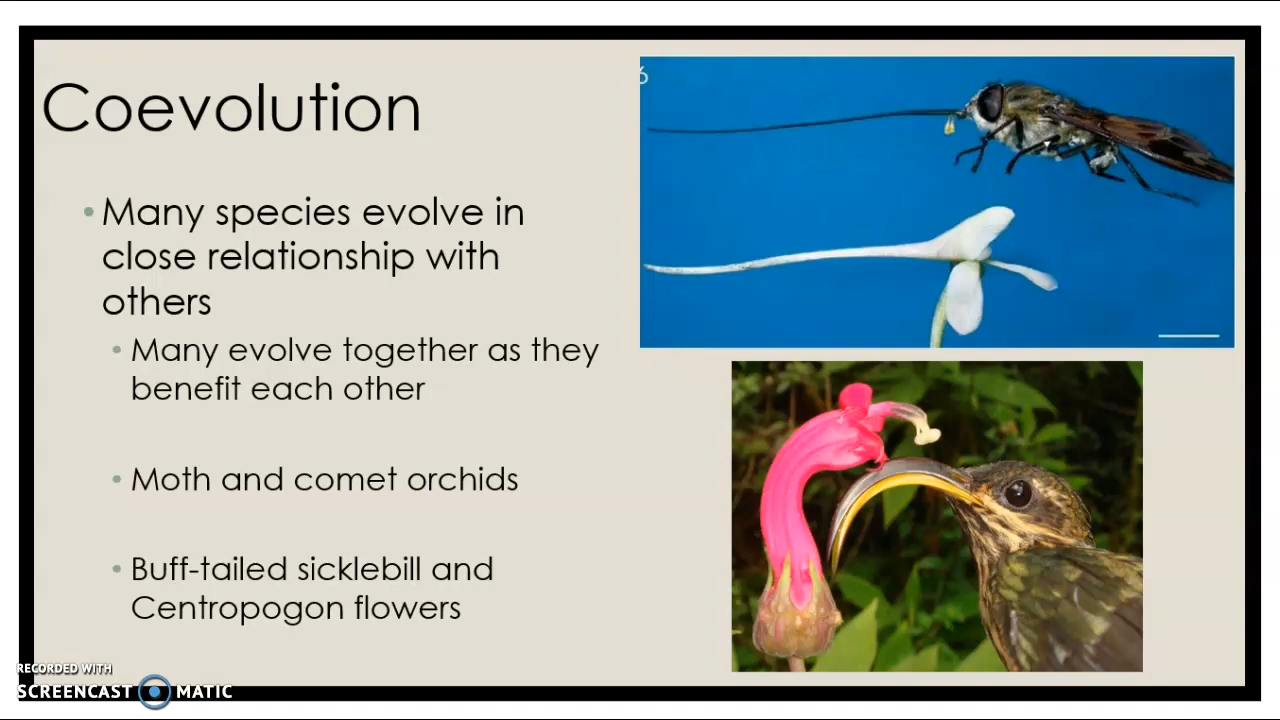 Coevolution
6
• Many species evolve in
close relationship with
others
• Many evolve together as they
benefit each other
• Moth and comet orchids
• Buff-tailed sicklebill and
Centropogon flowers
RECORDED WITH
SCREENCAST MATIC